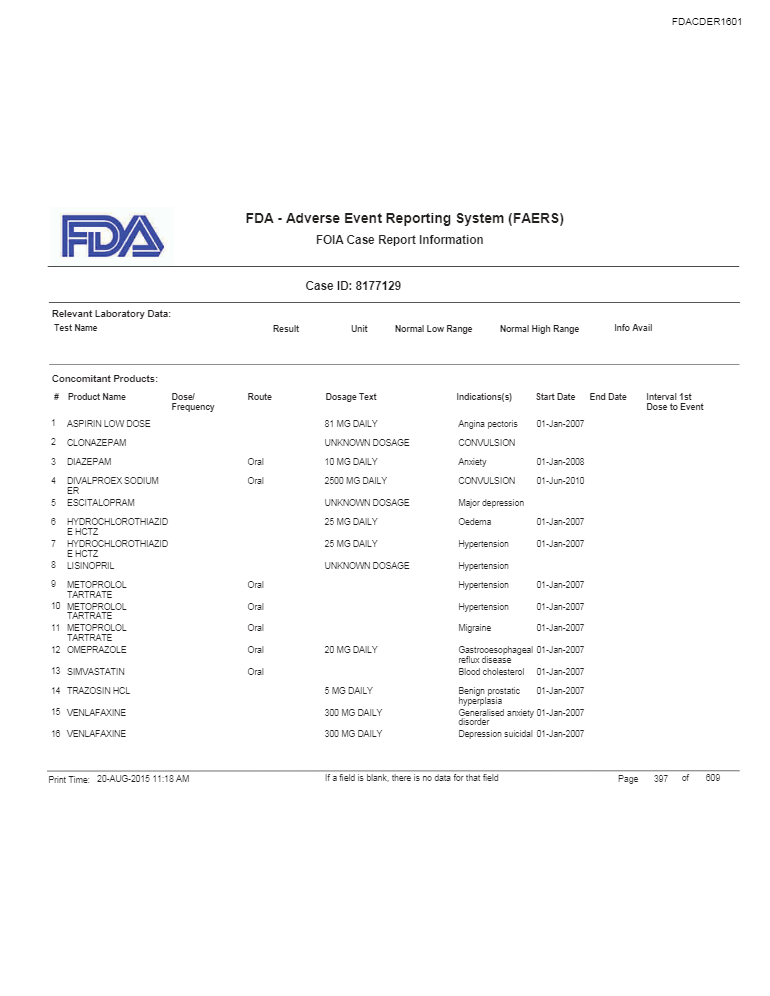 FDACDER1601
FDA
FDA - Adverse Event Reporting System (FAERS)
FOIA Case Report Information
Case ID: 8177129
Relevant Laboratory Data:
Test Name Result Unit Normal Low Range Normal High Range Info Avail
Concomitant Products:
# Product Name Dose/ Route Dosage Text Indications(s) Start Date End Date Interval 1st
Frequency Dose to Event
1 ASPIRIN LOW DOSE 81 MG DAILY Angina pectoris 01-Jan-2007
2 CLONAZEPAM UNKNOWN DOSAGE CONVULSION
3 DIAZEPAM Oral 10 MG DAILY Anxiety 01-Jan-2008
4 DIVALPROEX SODIUM Oral 2500 MG DAILY CONVULSION 01-Jun-2010
ER
5 ESCITALOPRAM UNKNOWN DOSAGE Major depression
6 HYDROCHLOROTHIAZID 25 MG DAILY Oedema 01-Jan-2007
E HCTZ
7 HYDROCHLOROTHIAZID 25 MG DAILY Hypertension 01-Jan-2007
E HCTZ
8 LISINOPRIL UNKNOWN DOSAGE Hypertension
9 METOPROLOL Oral Hypertension 01-Jan-2007
TARTRATE
10 METOPROLOL Oral Hypertension 01-Jan-2007
TARTRATE
11 METOPROLOL Oral Migraine 01-Jan-2007
TARTRATE
12 OMEPRAZOLE Oral 20 MG DAILY Gastrooesophageal 01-Jan-2007
reflux disease
13 SIMVASTATIN Oral Blood cholesterol 01-Jan-2007
14 TRAZOSIN HCL 5 MG DAILY Benign prostatic 01-Jan-2007
hyperplasia
15 VENLAFAXINE 300 MG DAILY Generalised anxiety 01-Jan-2007
disorder
16 VENLAFAXINE 300 MG DAILY Depression suicidal 01-Jan-2007
Print Time: 20-AUG-2015 11:18 AM If a field is blank, there is no data for that field Page 397 of 609